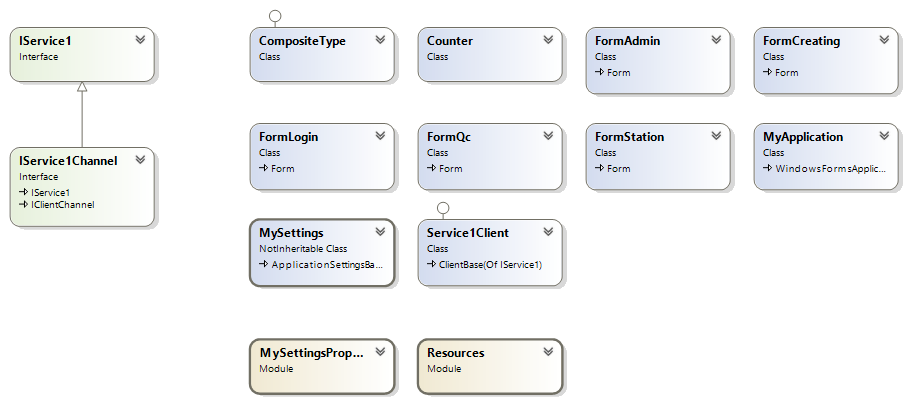 IService1
Interface
CompositeType
Class
Counter
Class
FormAdmin
Class
Form
FormCreating
Class
Form
IService1Channel
Interface
IService1
IClientChannel
FormLogin
Class
Form
FormQc
Class
Form
FormStation
Class
Form
MyApplication
Class
WindowsFormsApplic...
MySettings
NotInheritable Class
ApplicationSettingsBa...
Service1Client
Class
ClientBase(Of IService1)
MySettingsProp...
Module
Resources
Module